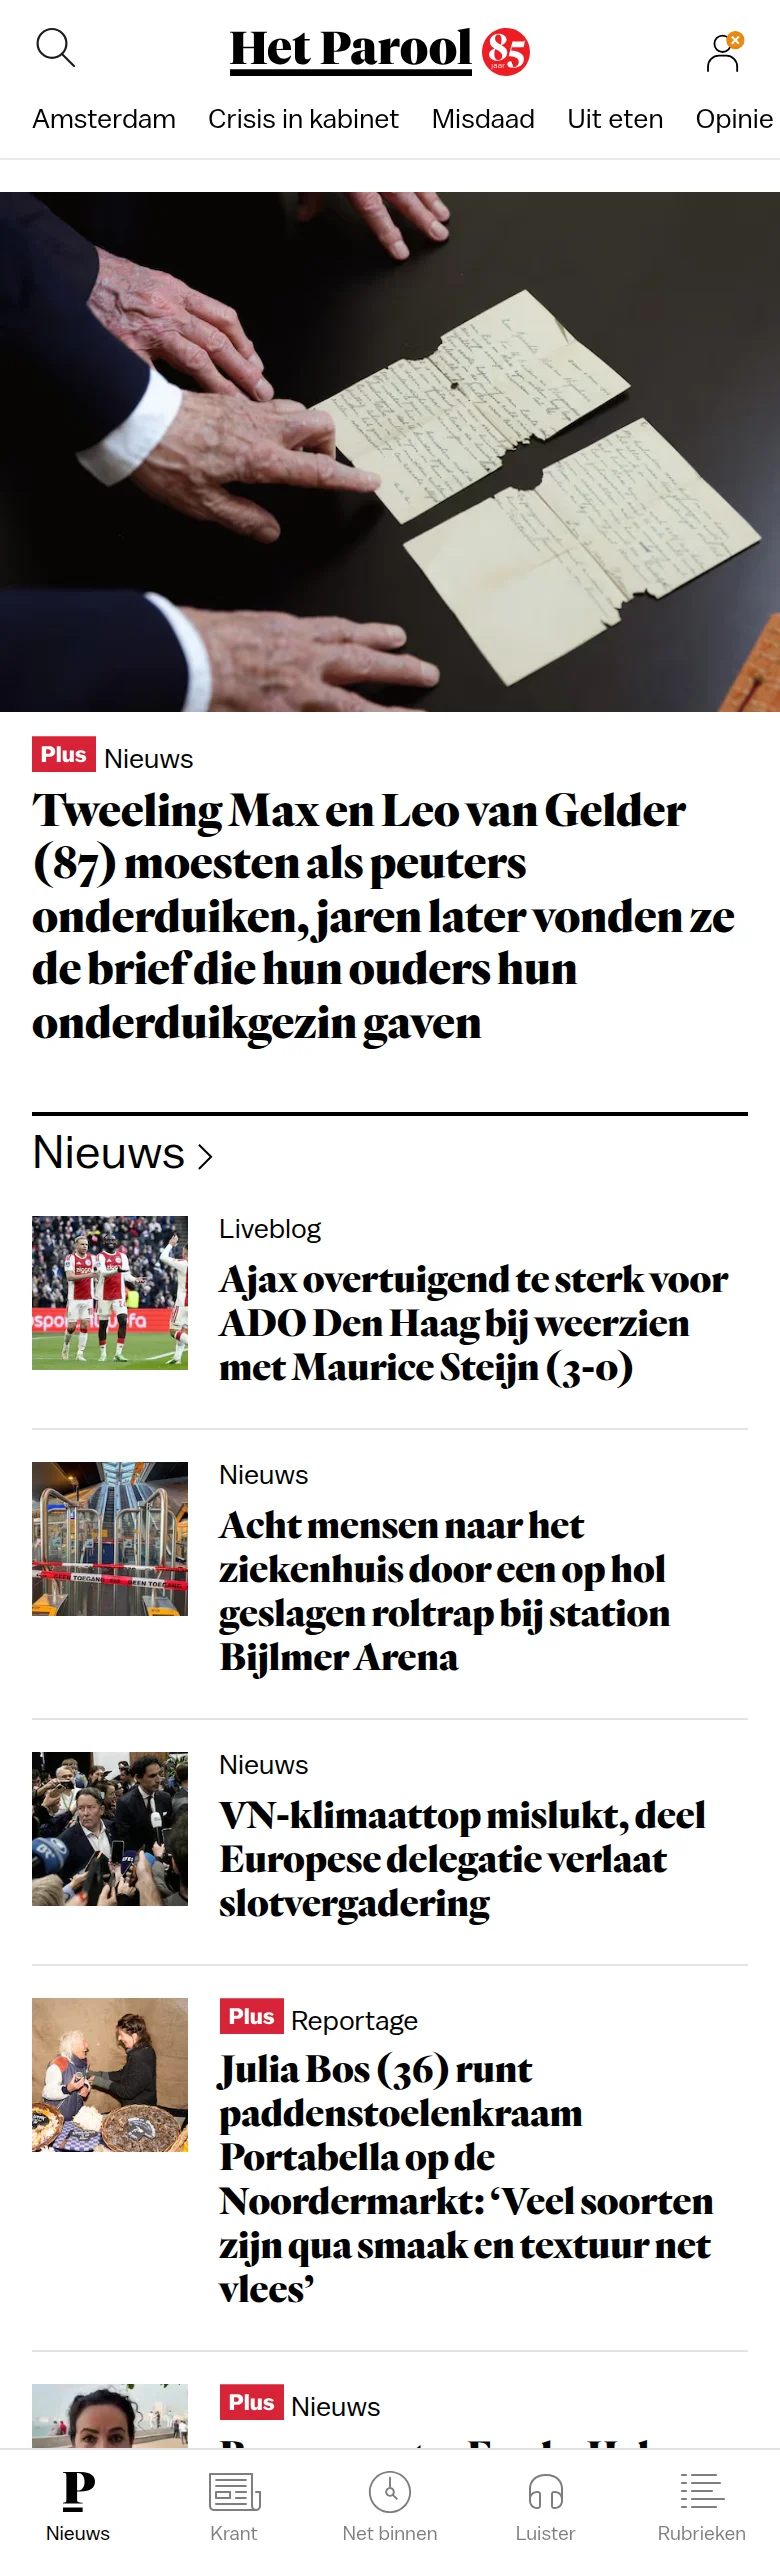 Het Parool 85 jaar
Amsterdam Crisis in kabinet Misdaad Uit eten Opinie
Plus Nieuws
Tweeling Max en Leo van Gelder
(87) moesten als peuters
onderduiken, jaren later vonden ze
de brief die hun ouders hun
onderduikgezin gaven
Nieuws
Liveblog
Ajax overtuigend te sterk voor
ADO Den Haag bij weerzien
met Maurice Steijn (3-0)
Nieuws
Acht mensen naar het
ziekenhuis door een op hol
geslagen roltrap bij station
Bijlmer Arena
GEEN TOEGANG GEEN TOEGANG
Nieuws
VN-klimaattop mislukt, deel
Europese delegatie verlaat
slotvergadering
Plus Reportage
Julia Bos (36) runt
paddenstoelenkraam
Portabella op de
Noordermarkt: ‘Veel soorten
zijn qua smaak en textuur net
vlees’
Plus Nieuws
P
Nieuws Krant Net binnen Luister Rubrieken